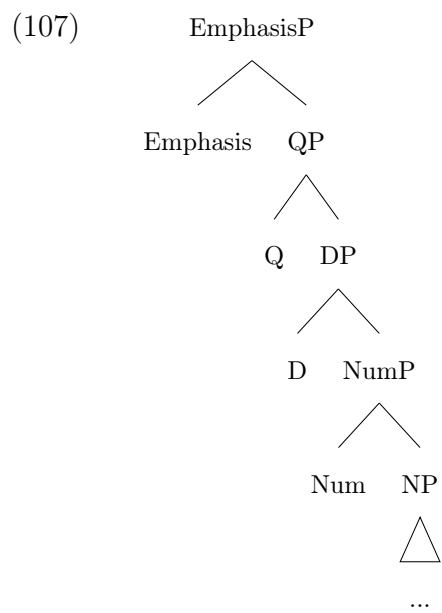 (107) EmphasisP
Emphasis QP
Q DP
D NumP
Num NP
...